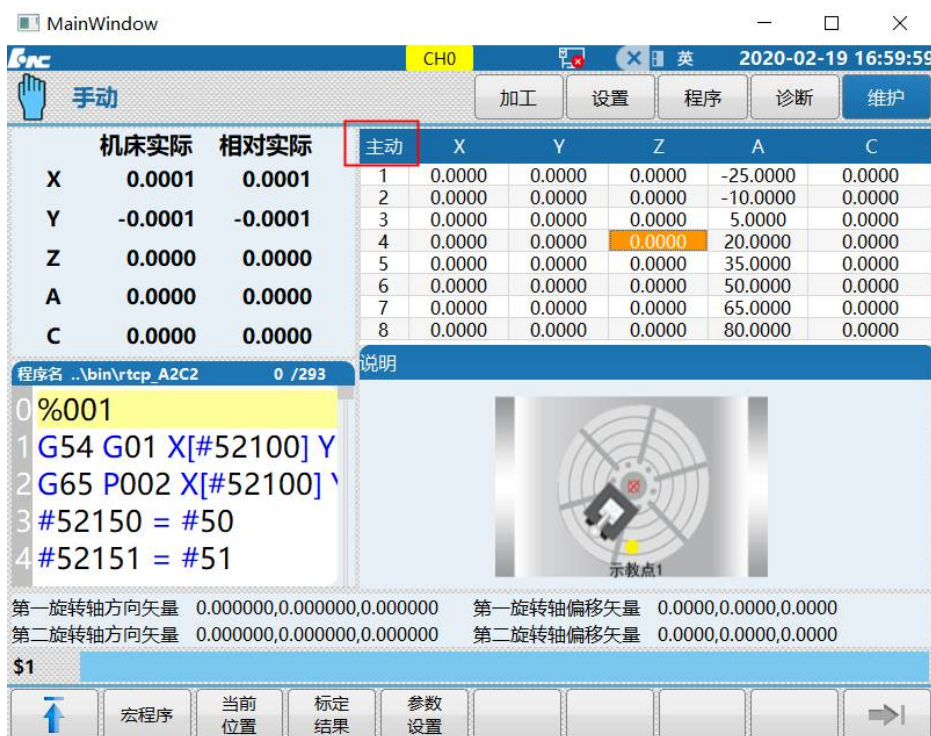 MainWindow
CH0 英 2020-02-19 16:59:59
手动 加工 设置 程序 诊断 维护
机床实际 相对实际
X 0.0001 0.0001
Y -0.0001 -0.0001
Z 0.0000 0.0000
A 0.0000 0.0000
C 0.0000 0.0000
主动 X Y Z A C
1 0.0000 0.0000 0.0000 -25.0000 0.0000
2 0.0000 0.0000 0.0000 -10.0000 0.0000
3 0.0000 0.0000 0.0000 5.0000 0.0000
4 0.0000 0.0000 0.0000 20.0000 0.0000
5 0.0000 0.0000 0.0000 35.0000 0.0000
6 0.0000 0.0000 0.0000 50.0000 0.0000
7 0.0000 0.0000 0.0000 65.0000 0.0000
8 0.0000 0.0000 0.0000 80.0000 0.0000
程序名 ..\bin\rtcp_A2C2 0 /293
0 %001
1 G54 G01 X[#52100] Y
2 G65 P002 X[#52100]
3 #52150 = #50
4 #52151 = #51
说明
示教点1
第一旋转轴方向矢量 0.000000,0.000000,0.000000 第一旋转轴偏移矢量 0.0000,0.0000,0.0000
第二旋转轴方向矢量 0.000000,0.000000,0.000000 第二旋转轴偏移矢量 0.0000,0.0000,0.0000
$1
宏程序 当前位置 标定结果 参数设置